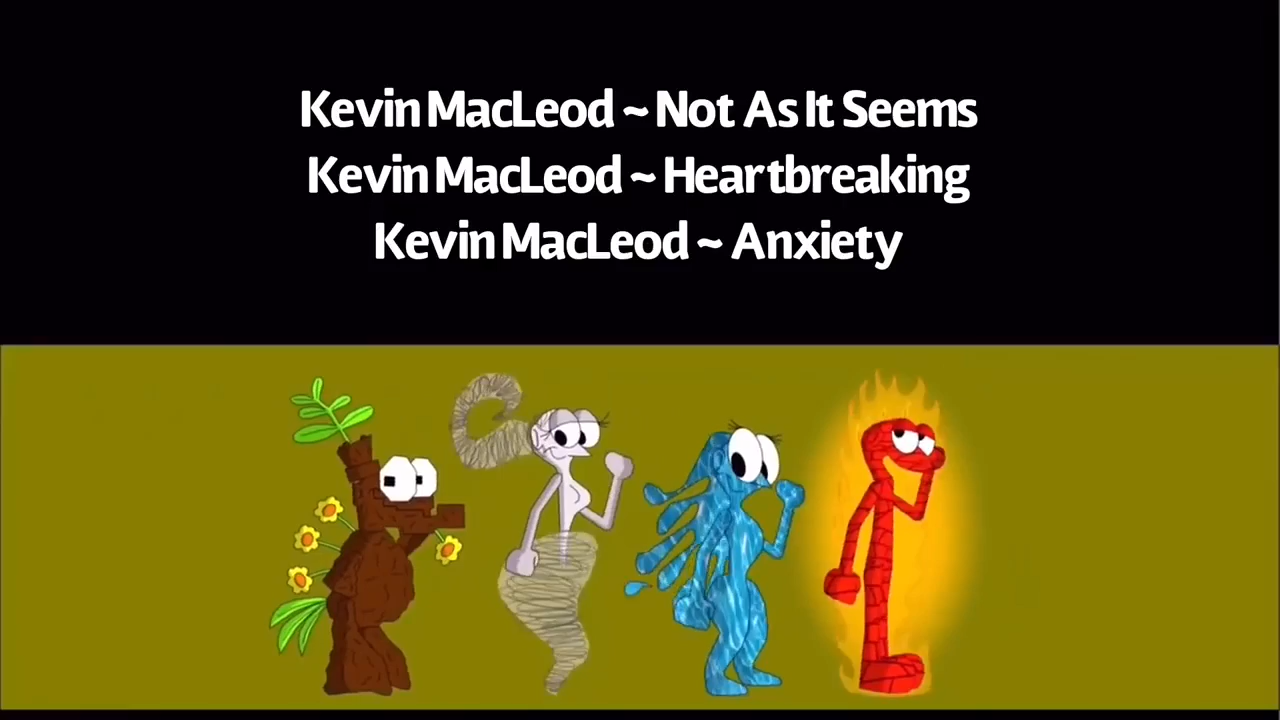 Kevin MacLeod ~ Not As It Seems
Kevin MacLeod ~ Heartbreaking
Kevin MacLeod ~ Anxiety